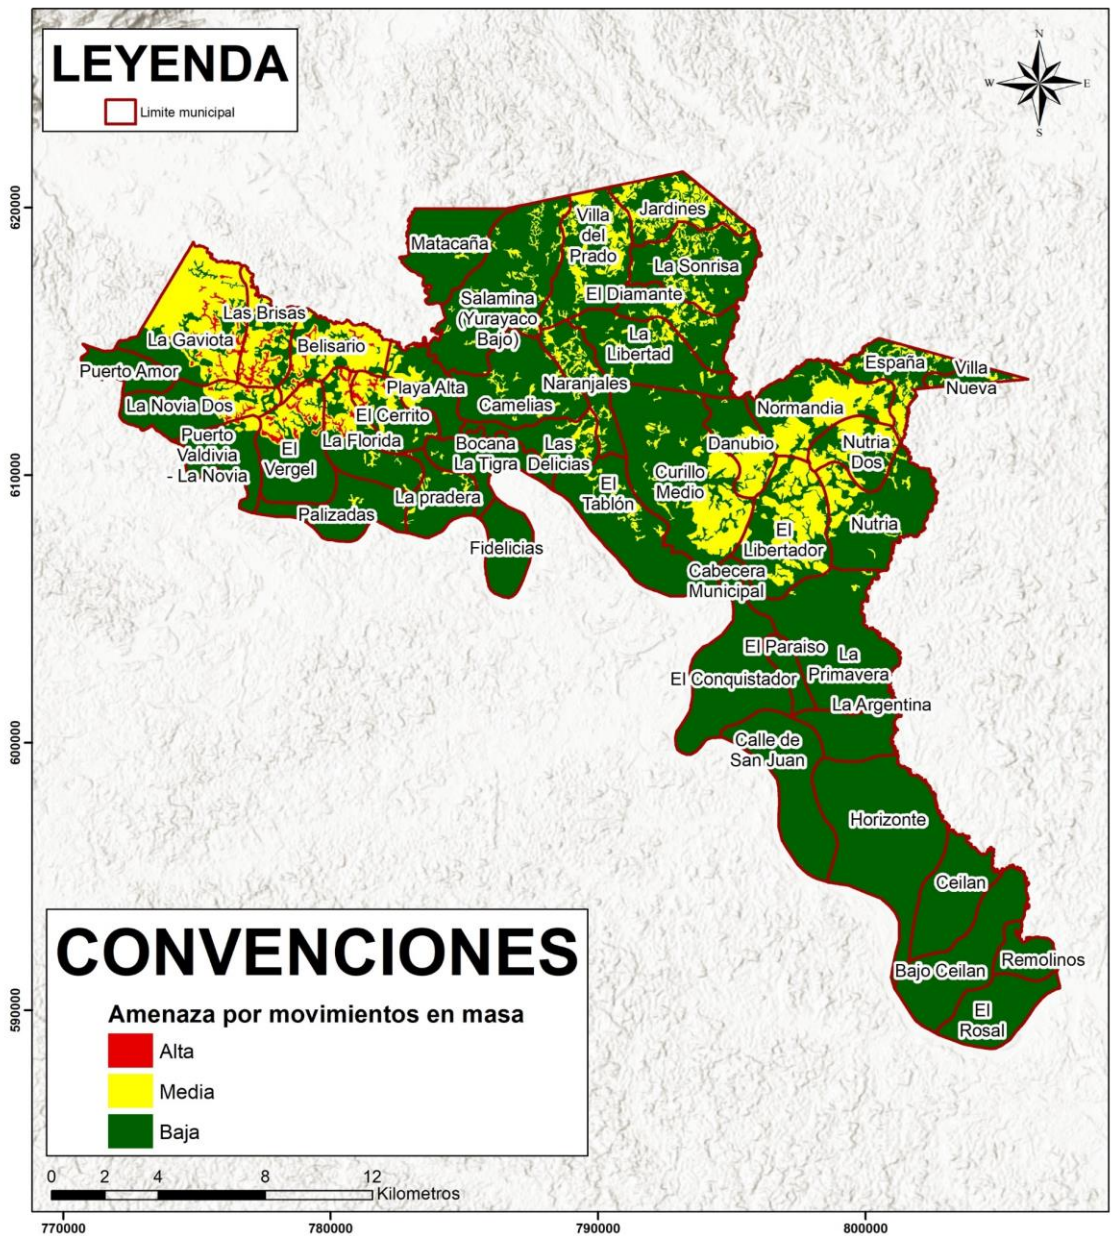 LEYENDA
Limite municipal
N
W
E
S
620000
610000
600000
590000
Jardines
Villa
del
Prado
Matacaña
La Sonrisa
El Diamante
Salamina
(Yurayaco
Bajo)
Las Brisas
La Gaviota
Belisario
La
Libertad
España
Villa
Nueva
Puerto Amor
Playa Alta
Naranjales
La Novia Dos
El Cerrito
Camelias
Normandia
Puerto
Valdivia
- La Novia
El
Vergel
La Florida
Bocana
La Tigra
Las
Delicias
Danubio
Nutria
Dos
Curillo
Medio
El
Tablón
La pradera
Palizadas
Nutria
El
Libertador
Fidelicias
Cabecera
Municipal
El Paraiso
La
Primavera
El Conquistador
La Argentina
Calle de
San Juan
Horizonte
Ceilan
Remolinos
Bajo Ceilan
El
Rosal
CONVENCIONES
Amenaza por movimientos en masa
Alta
Media
Baja
0 2 4 8 12
Kilometros
770000 780000 790000 800000